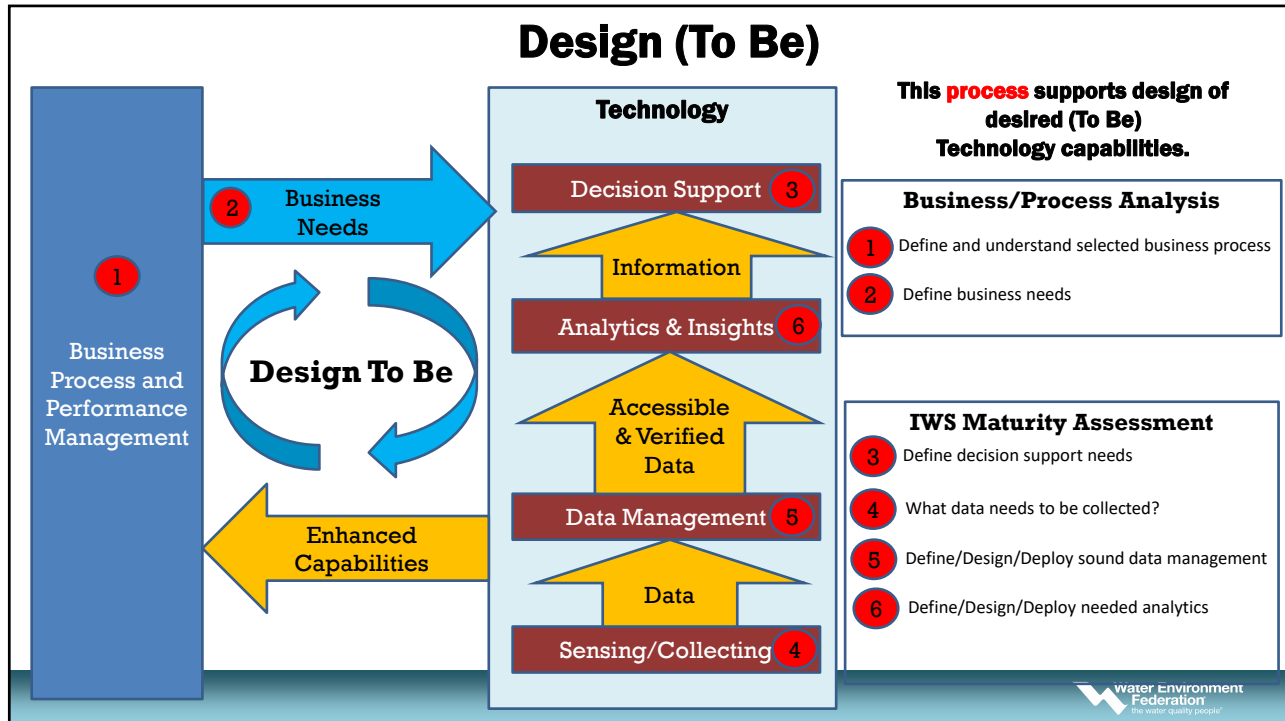 Design (To Be)
1
Business
Process and
Performance
Management
2
Business
Needs
Design To Be
Enhanced
Capabilities
Technology
Decision Support 3
Information
Analytics & Insights 6
Accessible
& Verified
Data
Data Management 5
Data
Sensing/Collecting 4
This process supports design of
desired (To Be)
Technology capabilities.
Business/Process Analysis
1 Define and understand selected business process
2 Define business needs
IWS Maturity Assessment
3 Define decision support needs
4 What data needs to be collected?
5 Define/Design/Deploy sound data management
6 Define/Design/Deploy needed analytics
Water Environment
Federation
the water quality people®